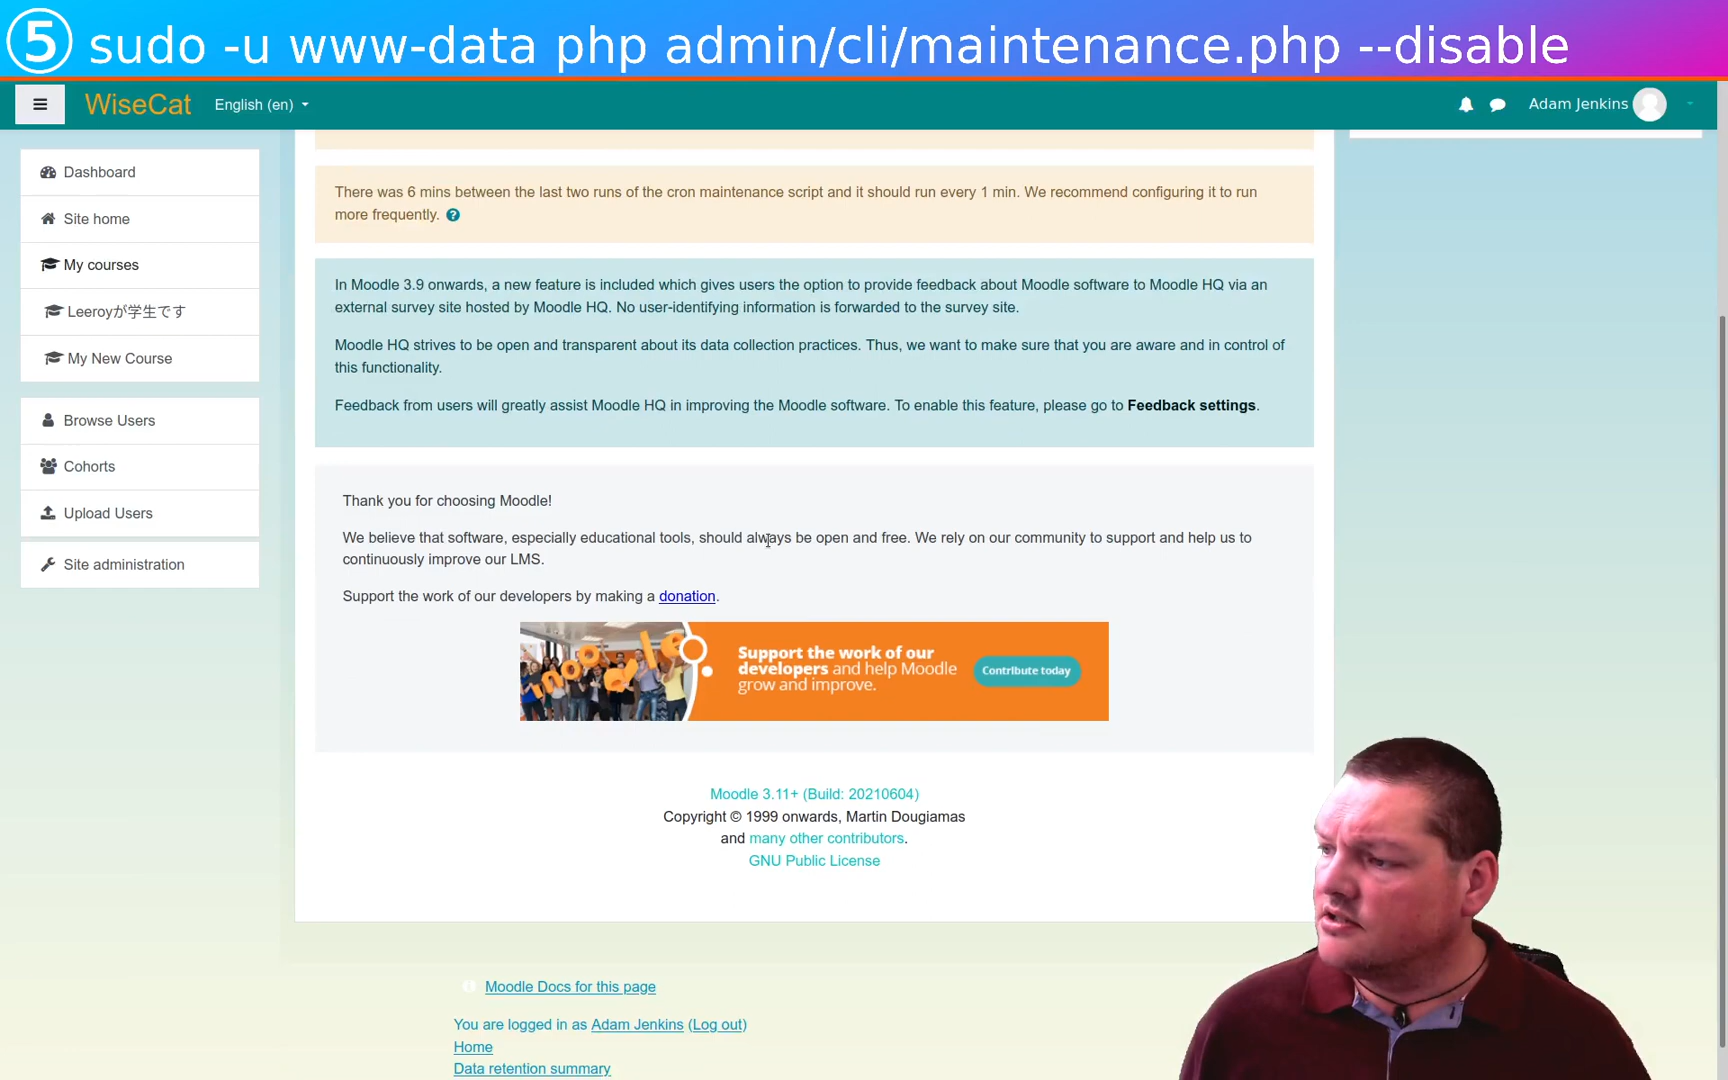 ⑤ sudo -u www-data php admin/cli/maintenance.php --disable
WiseCat
English (en)
Adam Jenkins
Dashboard
Site home
My courses
Leeroyが学生です
My New Course
Browse Users
Cohorts
Upload Users
Site administration
There was 6 mins between the last two runs of the cron maintenance script and it should run every 1 min. We recommend configuring it to run
more frequently.
In Moodle 3.9 onwards, a new feature is included which gives users the option to provide feedback about Moodle software to Moodle HQ via an
external survey site hosted by Moodle HQ. No user-identifying information is forwarded to the survey site.
Moodle HQ strives to be open and transparent about its data collection practices. Thus, we want to make sure that you are aware and in control of
this functionality.
Feedback from users will greatly assist Moodle HQ in improving the Moodle software. To enable this feature, please go to Feedback settings.
Thank you for choosing Moodle!
We believe that software, especially educational tools, should always be open and free. We rely on our community to support and help us to
continuously improve our LMS.
Support the work of our developers by making a donation.
moodle
Support the work of our
developers and help Moodle
grow and improve.
Contribute today
Moodle 3.11+ (Build: 20210604)
Copyright © 1999 onwards, Martin Dougiamas
and many other contributors.
GNU Public License
Moodle Docs for this page
You are logged in as Adam Jenkins (Log out)
Home
Data retention summary